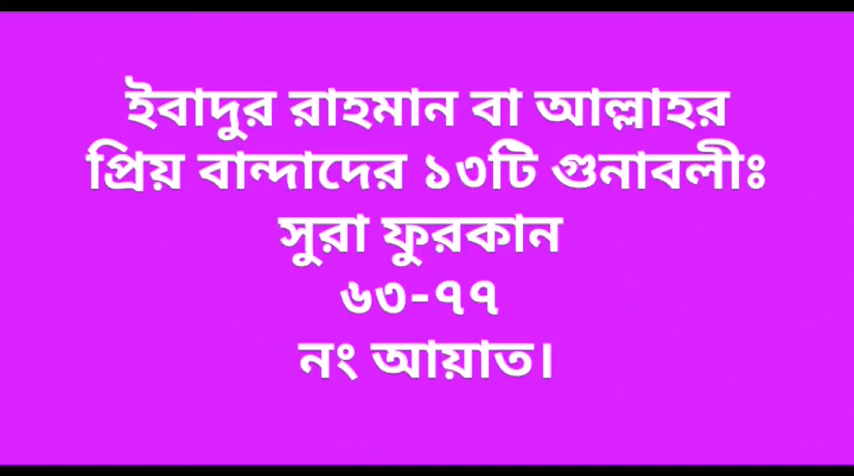 ইবাদুর রাহমান বা আল্লাহর
প্রিয় বান্দাদের ১৩টি গুনাবলীঃ
সুরা ফুরকান
৬৩-৭৭
নং আয়াত।